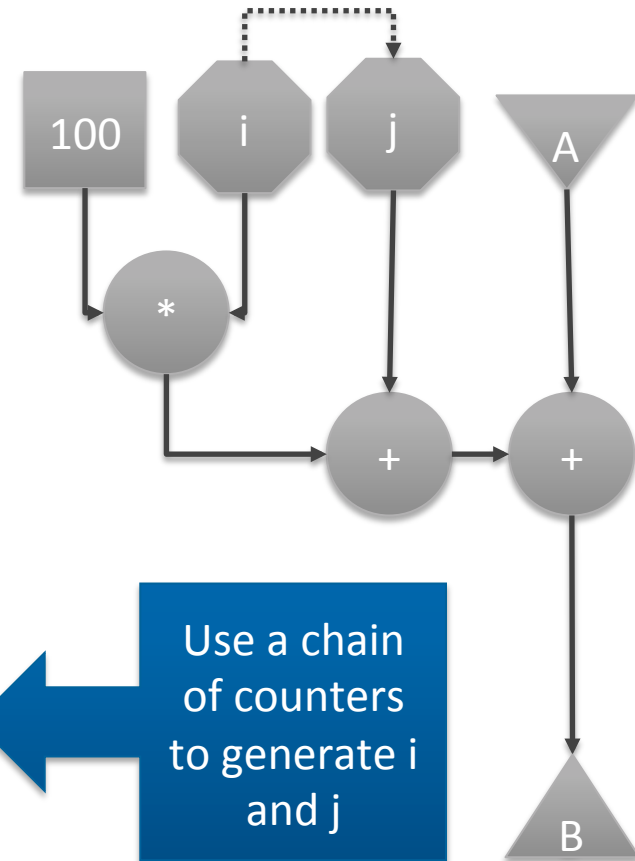 100
i
j
A
*
+
+
Use a chain
of counters
to generate i
and j
B